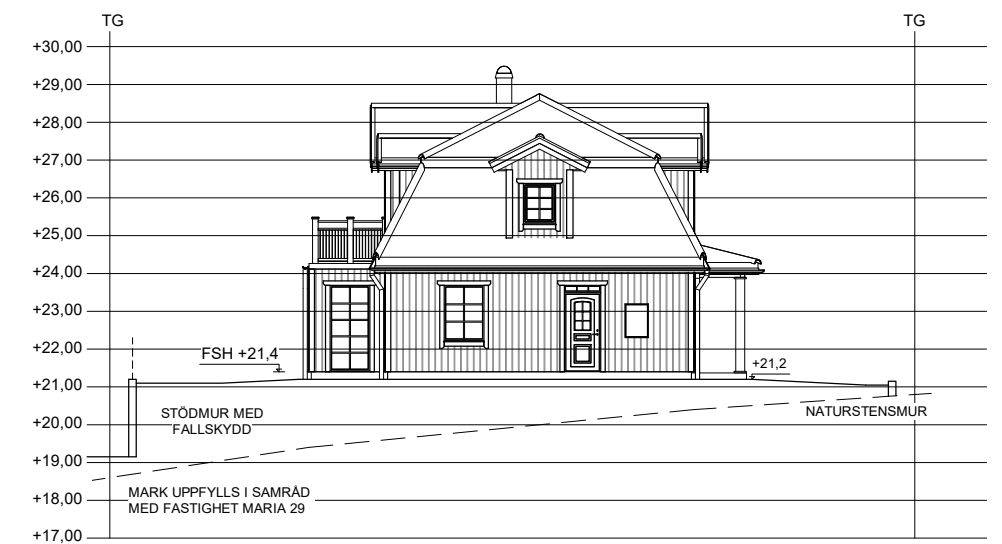 TG
TG
+30,00
+29,00
+28,00
+27,00
+26,00
+25,00
+24,00
+23,00
+22,00
FSH +21,4
+21,2
+21,00
STÖDMUR MED
FALLSKYDD
NATURSTENSMUR
+20,00
+19,00
MARK UPPFYLLS I SAMRÅD
MED FASTIGHET MARIA 29
+18,00
+17,00